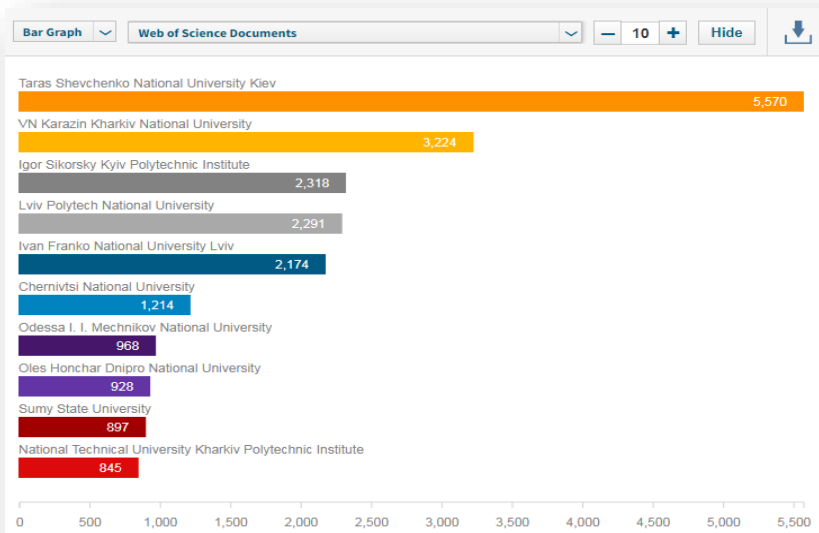 Bar Graph Web of Science Documents — 10 + Hide
Taras Shevchenko National University Kiev
5,570
VN Karazin Kharkiv National University
3,224
Igor Sikorsky Kyiv Polytechnic Institute
2,318
Lviv Polytech National University
2,291
Ivan Franko National University Lviv
2,174
Chernivtsi National University
1,214
Odessa I. I. Mechnikov National University
968
Oles Honchar Dnipro National University
928
Sumy State University
897
National Technical University Kharkiv Polytechnic Institute
845
0 500 1,000 1,500 2,000 2,500 3,000 3,500 4,000 4,500 5,000 5,500